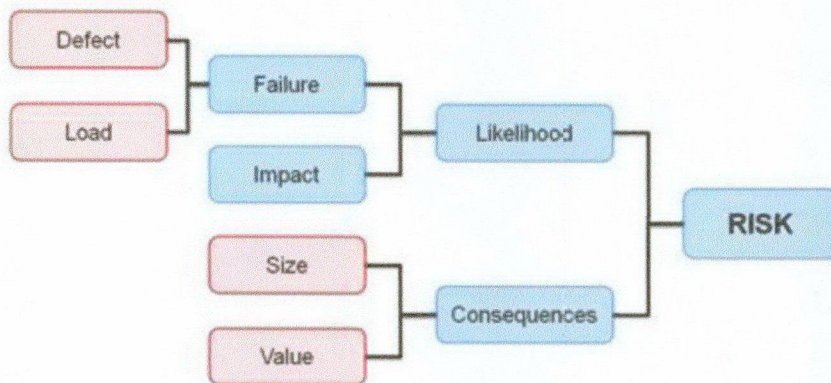 Defect
Load
Failure
Impact
Likelihood
Size
Value
Consequences
RISK